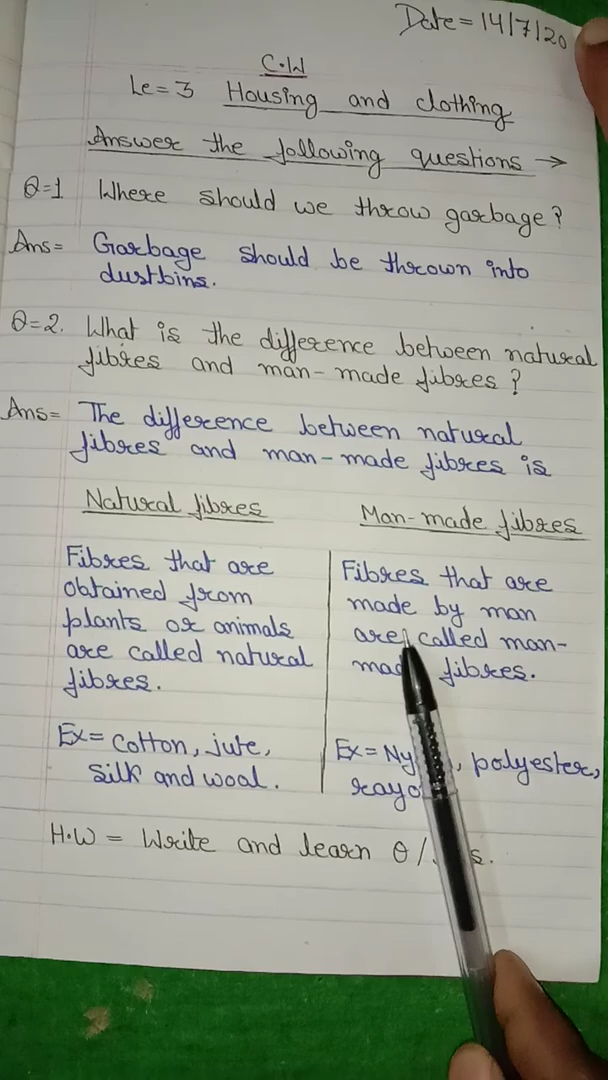 Date = 14/7/20
C.W
Le = 3 Housing and clothing
Answer the following questions →
Q=1 Where should we throw garbage?
Ans= Garbage should be thrown into
dustbins.
Q=2. What is the difference between natural
fibres and man-made fibres?
Ans= The difference between natural
fibres and man-made fibres is
Natural fibres
Fibres that are
obtained from
plants or animals
are called natural
fibres.
Ex= Cotton, jute,
silk and woal.
Man-made fibres
Fibres that are
made by man
are called man-
fibres.
Ex= polyester,
H.W = Write and learn